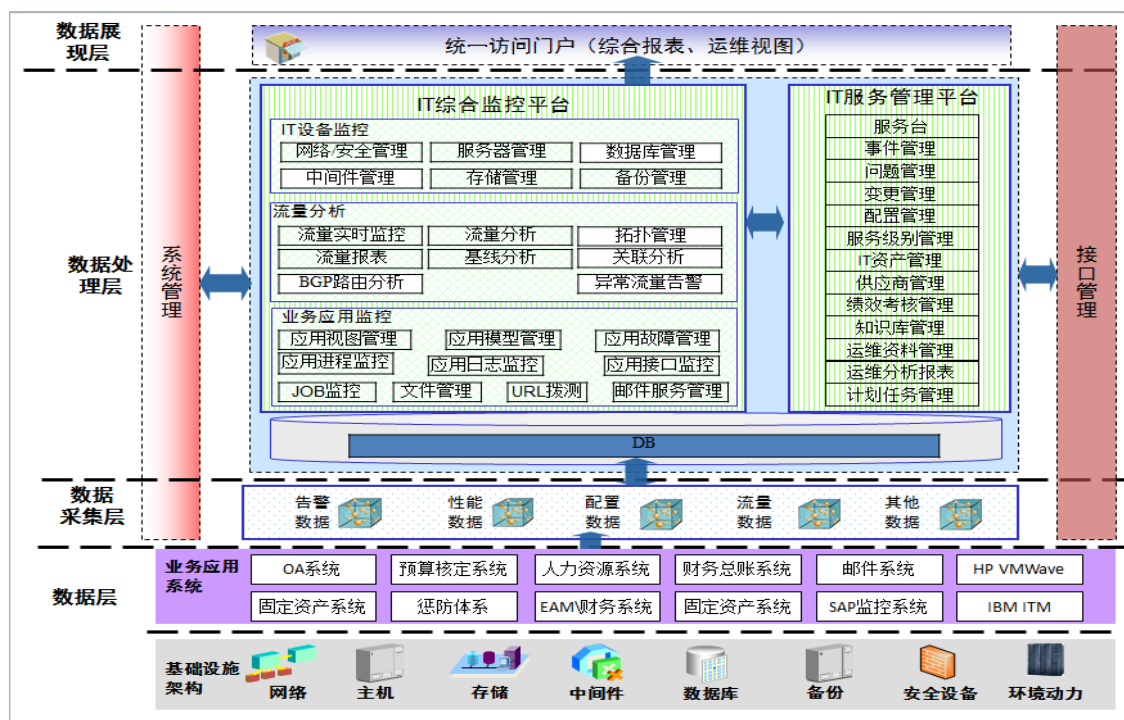 数据展
现层
统一访问门户（综合报表、运维视图）
数据处
理层
系统管理
接口管理
IT综合监控平台
IT设备监控
网络/安全管理 服务器管理 数据库管理
中间件管理 存储管理 备份管理
流量分析
流量实时监控 流量分析 拓扑管理
流量报表 基线分析 关联分析
BGP路由分析 异常流量告警
业务应用监控
应用视图管理 应用模型管理 应用故障管理
应用进程监控 应用日志监控 应用接口监控
JOB监控 文件管理 URL拨测 邮件服务管理
IT服务管理平台
服务台
事件管理
问题管理
变更管理
配置管理
服务级别管理
IT资产管理
供应商管理
绩效考核管理
知识库管理
运维资料管理
运维分析报表
计划任务管理
DB
数据
采集层
告警
数据
性能
数据
配置
数据
流量
数据
其他
数据
数据层
业务应用
系统
OA系统 预算核定系统 人力资源系统 财务总账系统 邮件系统 HP VMWave
固定资产系统 惩防体系 EAM\财务系统 固定资产系统 SAP监控系统 IBM ITM
基础设施
架构
网络 主机 存储 中间件 数据库 备份 安全设备 环境动力